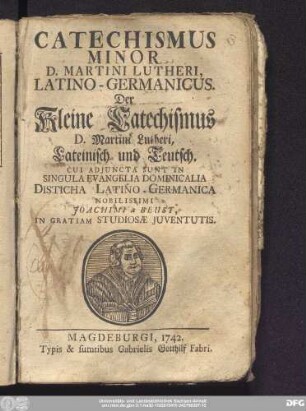 CATECHISMUS
MINOR
D. MARTINI LUTHERI,
LATINO-GERMANICUS.
Der
Kleine Catechismus
D. Martini Lutheri,
Lateinisch und Teutsch.
CUI ADJUNCTA SUNT IN
SINGULA EVANGELIA DOMINICALIA
DISTICHA LATINO-GERMANICA
NOBILISSIMI
JOACHIMI a BEUST,
IN GRATIAM STUDIOSÆ JUVENTUTIS.
MAGDEBURGI, 1742.
Typis & sumtibus Gabrielis Gotthilf Fabri.